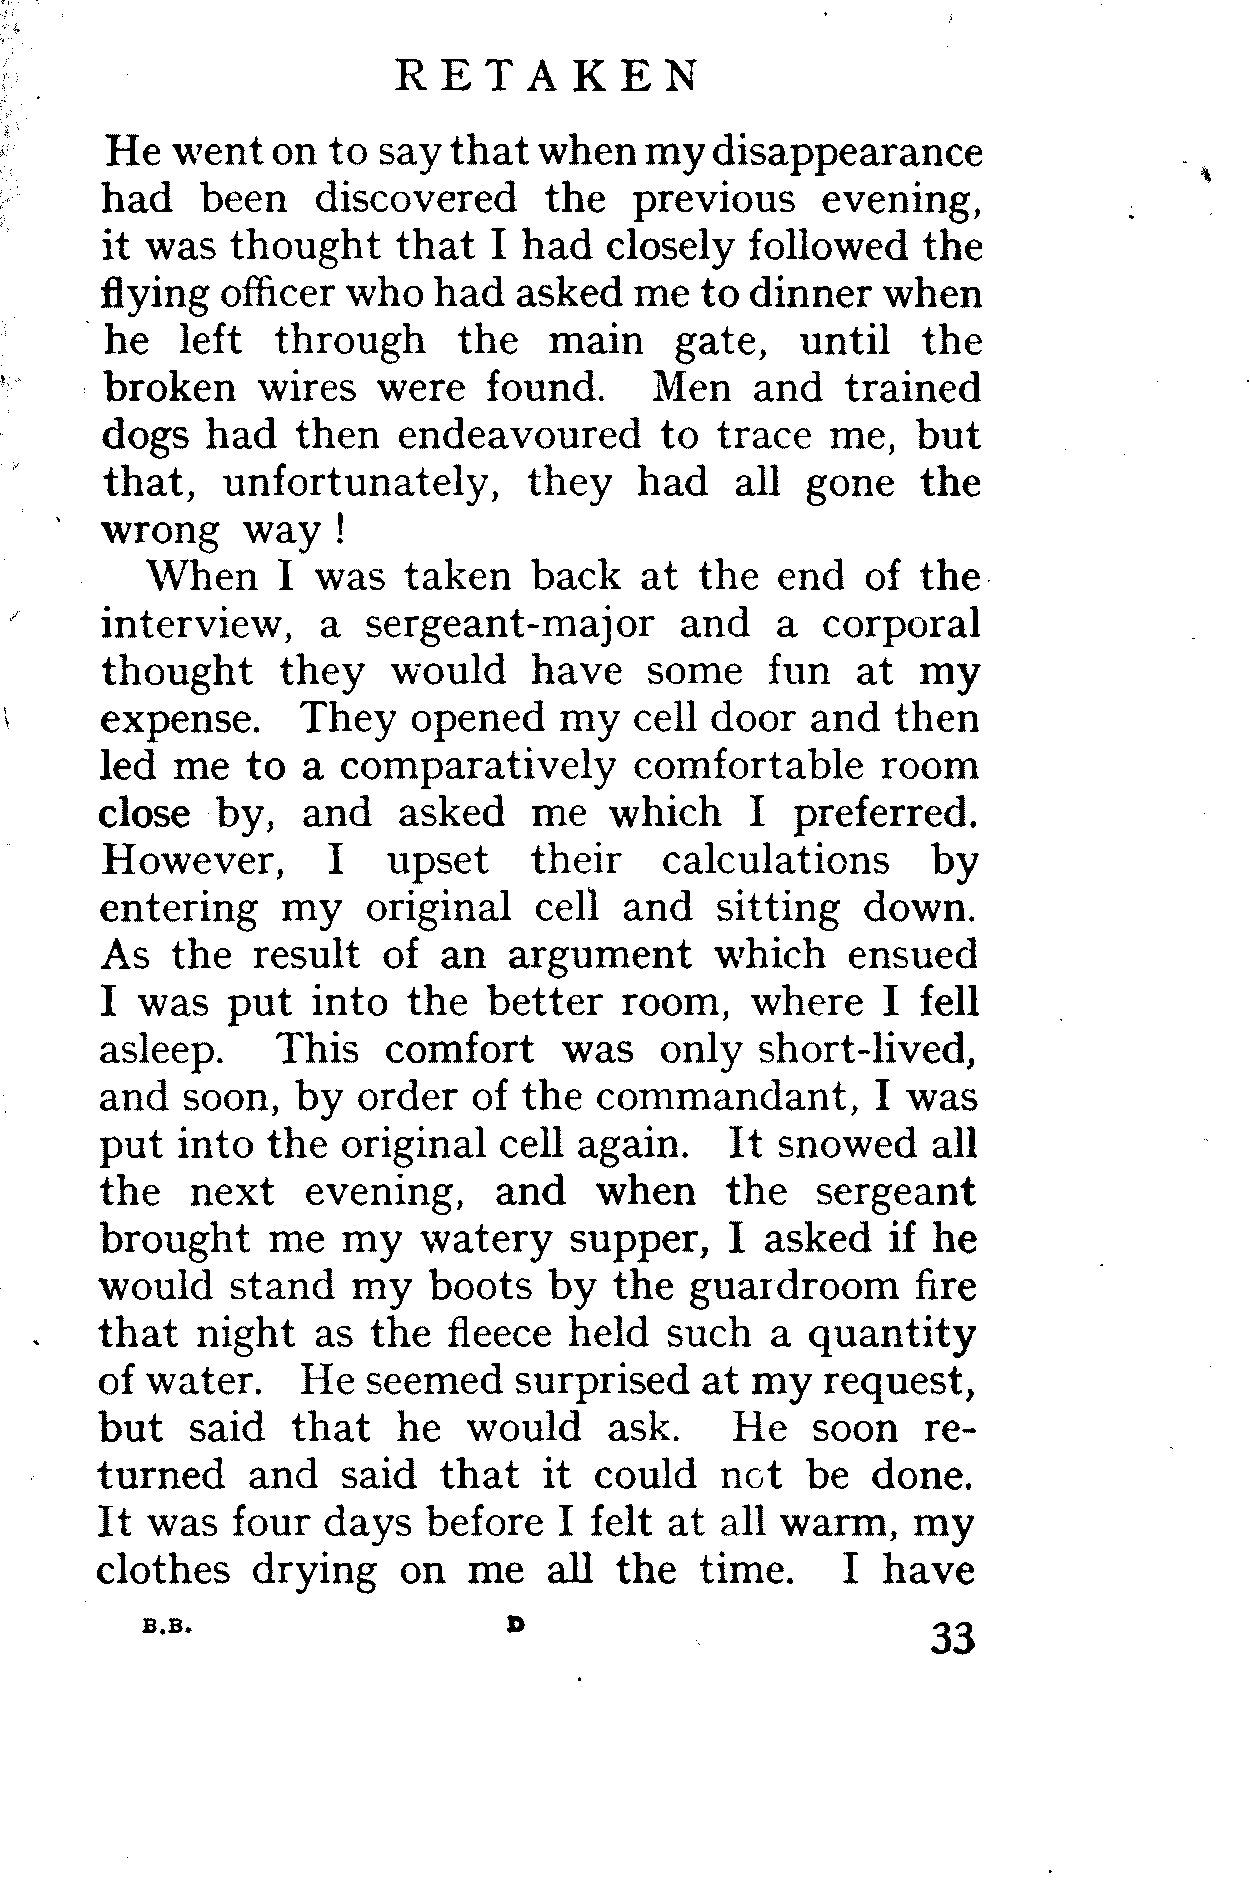 RETAKEN
He went on to say that when my disappearance
had been discovered the previous evening,
it was thought that I had closely followed the
flying officer who had asked me to dinner when
he left through the main gate, until the
broken wires were found. Men and trained
dogs had then endeavoured to trace me, but
that, unfortunately, they had all gone the
wrong way !
When I was taken back at the end of the
interview, a sergeant-major and a corporal
thought they would have some fun at my
expense. They opened my cell door and then
led me to a comparatively comfortable room
close by, and asked me which I preferred.
However, I upset their calculations by
entering my original cell and sitting down.
As the result of an argument which ensued
I was put into the better room, where I fell
asleep. This comfort was only short-lived,
and soon, by order of the commandant, I was
put into the original cell again. It snowed all
the next evening, and when the sergeant
brought me my watery supper, I asked if he
would stand my boots by the guardroom fire
that night as the fleece held such a quantity
of water. He seemed surprised at my request,
but said that he would ask. He soon re-
turned and said that it could not be done.
It was four days before I felt at all warm, my
clothes drying on me all the time. I have
B.B. D 33